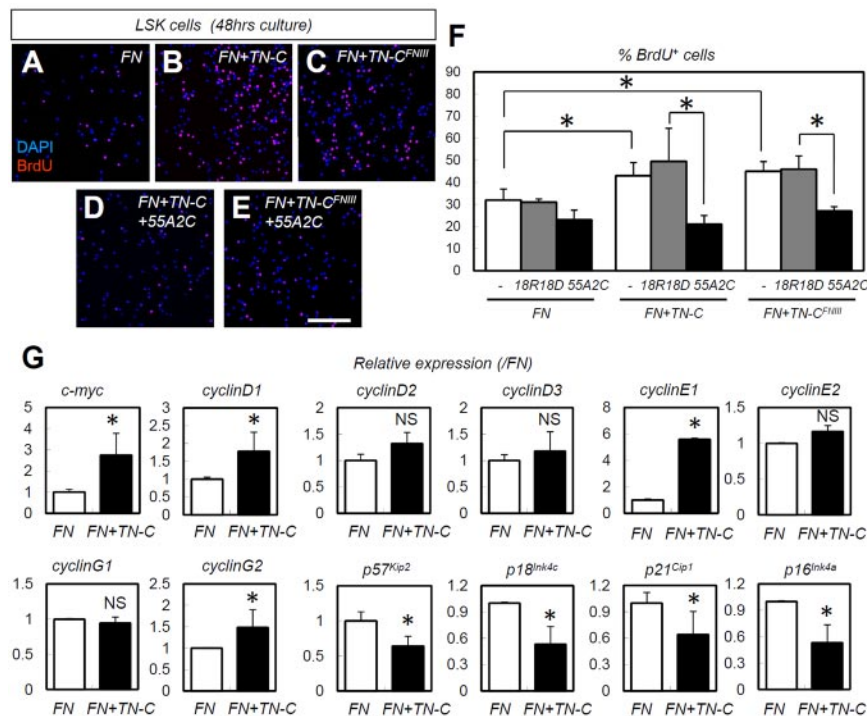 LSK cells (48hrs culture)
A FN
B FN+TN-C
C FN+TN-C^FNIII
DAPI
BrdU
D FN+TN-C
+55A2C
E FN+TN-C^FNIII
+55A2C
F
% BrdU⁺ cells
90
80
70
60
50
40
30
20
10
0
* * * *
- 18R18D 55A2C - 18R18D 55A2C - 18R18D 55A2C
FN FN+TN-C FN+TN-C^FNIII
G
Relative expression (/FN)
c-myc cyclinD1 cyclinD2 cyclinD3 cyclinE1 cyclinE2
5 4 3 2 1 0
*
FN FN+TN-C
3 2.5 2 1.5 1 0.5 0
*
FN FN+TN-C
2 1.5 1 0.5 0
NS
FN FN+TN-C
2 1.5 1 0.5 0
NS
FN FN+TN-C
8 6 4 2 0
*
FN FN+TN-C
1.5 1 0.5 0
NS
FN FN+TN-C
cyclinG1 cyclinG2 p57^Kip2 p18^Ink4c p21^Cip1 p16^Ink4a
1.5 1 0.5 0
NS
FN FN+TN-C
2 1.5 1 0.5 0
*
FN FN+TN-C
1.5 1 0.5 0
*
FN FN+TN-C
1.2 0.9 0.6 0.3 0
*
FN FN+TN-C
1.2 0.9 0.6 0.3 0
*
FN FN+TN-C
1.2 0.9 0.6 0.3 0
*
FN FN+TN-C